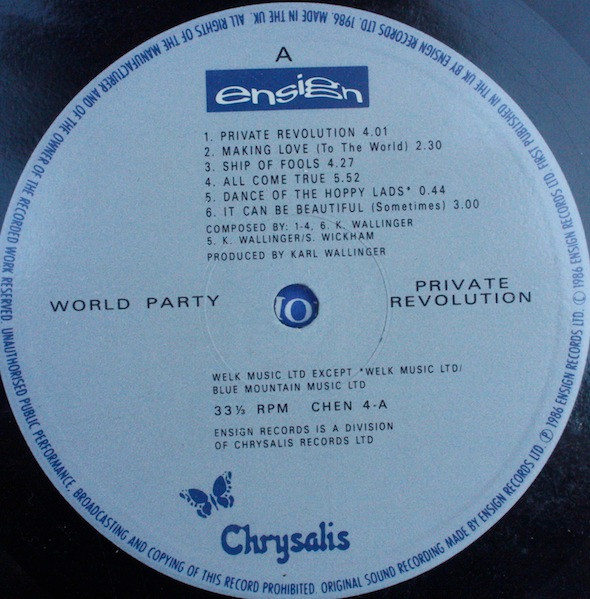 A
ensign
1. PRIVATE REVOLUTION 4.01
2. MAKING LOVE (To The World) 2.30
3. SHIP OF FOOLS 4.27
4. ALL COME TRUE 5.52
5. DANCE OF THE HOPPY LADS* 0.44
6. IT CAN BE BEAUTIFUL (Sometimes) 3.00
COMPOSED BY: 1-4, 6. K. WALLINGER
5. K. WALLINGER/S. WICKHAM
PRODUCED BY KARL WALLINGER
WORLD PARTY
PRIVATE
REVOLUTION
WELK MUSIC LTD EXCEPT *WELK MUSIC LTD/
BLUE MOUNTAIN MUSIC LTD
33⅓ RPM CHEN 4-A
ENSIGN RECORDS IS A DIVISION
OF CHRYSALIS RECORDS LTD
Chrysalis
ALL RIGHTS OF THE MANUFACTURER AND OF THE OWNER OF THE RECORDED WORK RESERVED. UNAUTHORISED PUBLIC PERFORMANCE, BROADCASTING AND COPYING OF THIS RECORD PROHIBITED. ORIGINAL SOUND RECORDING MADE BY ENSIGN RECORDS LTD. ℗ 1986 ENSIGN RECORDS LTD. © 1986 ENSIGN RECORDS LTD. FIRST PUBLISHED IN THE UK BY ENSIGN RECORDS LTD. 1986. MADE IN THE UK.